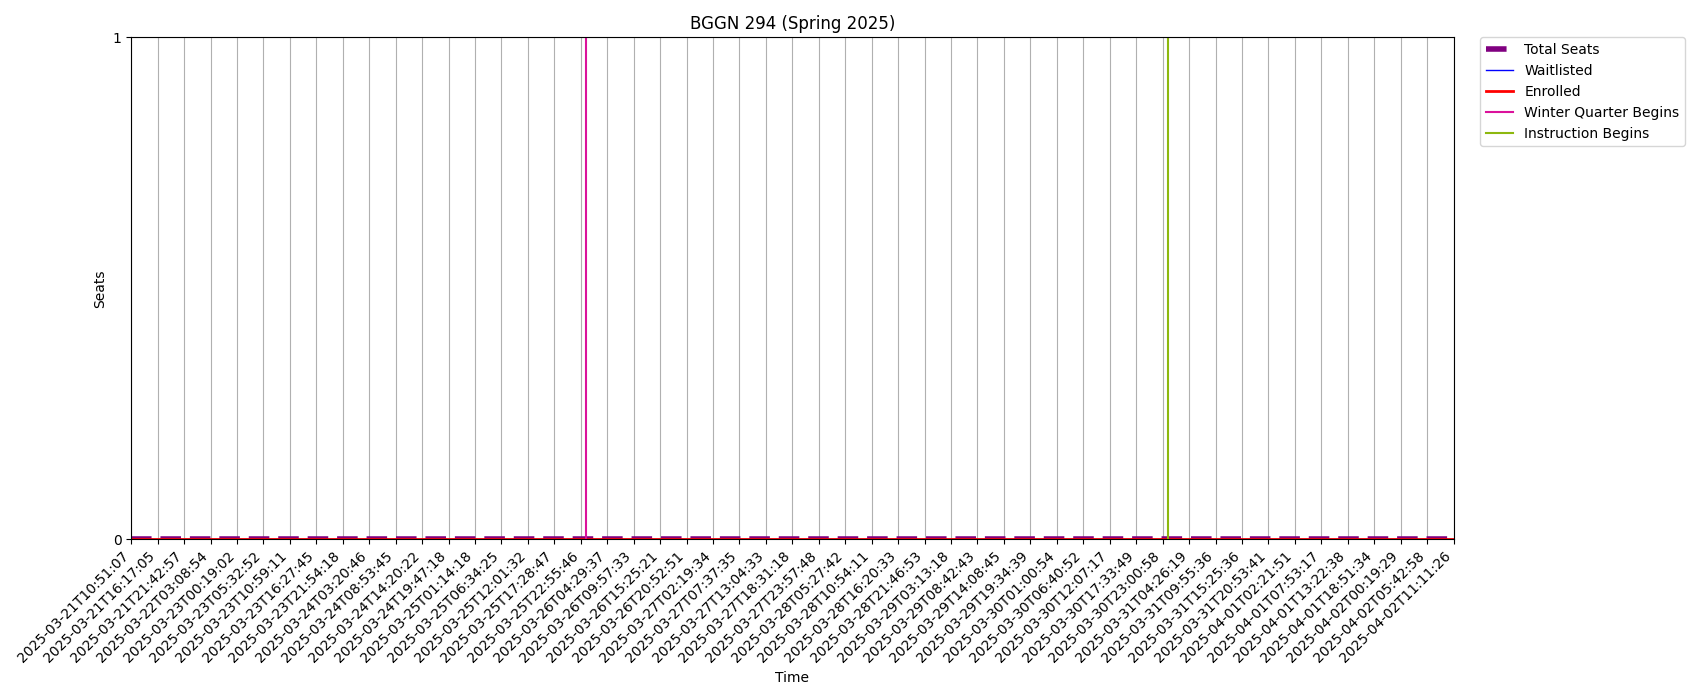 BGGN 294 (Spring 2025)
1
0
Seats
Total Seats
Waitlisted
Enrolled
Winter Quarter Begins
Instruction Begins
2025-03-21T10:51:07
2025-03-21T16:17:05
2025-03-21T21:42:57
2025-03-22T03:08:54
2025-03-23T00:19:02
2025-03-23T05:32:52
2025-03-23T10:59:11
2025-03-23T16:27:45
2025-03-23T21:54:18
2025-03-24T03:20:46
2025-03-24T08:53:45
2025-03-24T14:20:22
2025-03-24T19:47:18
2025-03-25T01:14:18
2025-03-25T06:34:25
2025-03-25T12:01:32
2025-03-25T17:28:47
2025-03-25T22:55:46
2025-03-26T04:29:37
2025-03-26T09:57:33
2025-03-26T15:25:21
2025-03-26T20:52:51
2025-03-27T02:19:34
2025-03-27T07:37:35
2025-03-27T13:04:33
2025-03-27T18:31:18
2025-03-27T23:57:48
2025-03-28T05:27:42
2025-03-28T10:54:11
2025-03-28T16:20:33
2025-03-28T21:46:53
2025-03-29T03:13:18
2025-03-29T08:42:43
2025-03-29T14:08:45
2025-03-29T19:34:39
2025-03-30T01:00:54
2025-03-30T06:40:52
2025-03-30T12:07:17
2025-03-30T17:33:49
2025-03-30T23:00:58
2025-03-31T04:26:19
2025-03-31T09:55:36
2025-03-31T15:25:36
2025-03-31T20:53:41
2025-04-01T02:21:51
2025-04-01T07:53:17
2025-04-01T13:22:38
2025-04-01T18:51:34
2025-04-02T00:19:29
2025-04-02T05:42:58
2025-04-02T11:11:26
Time